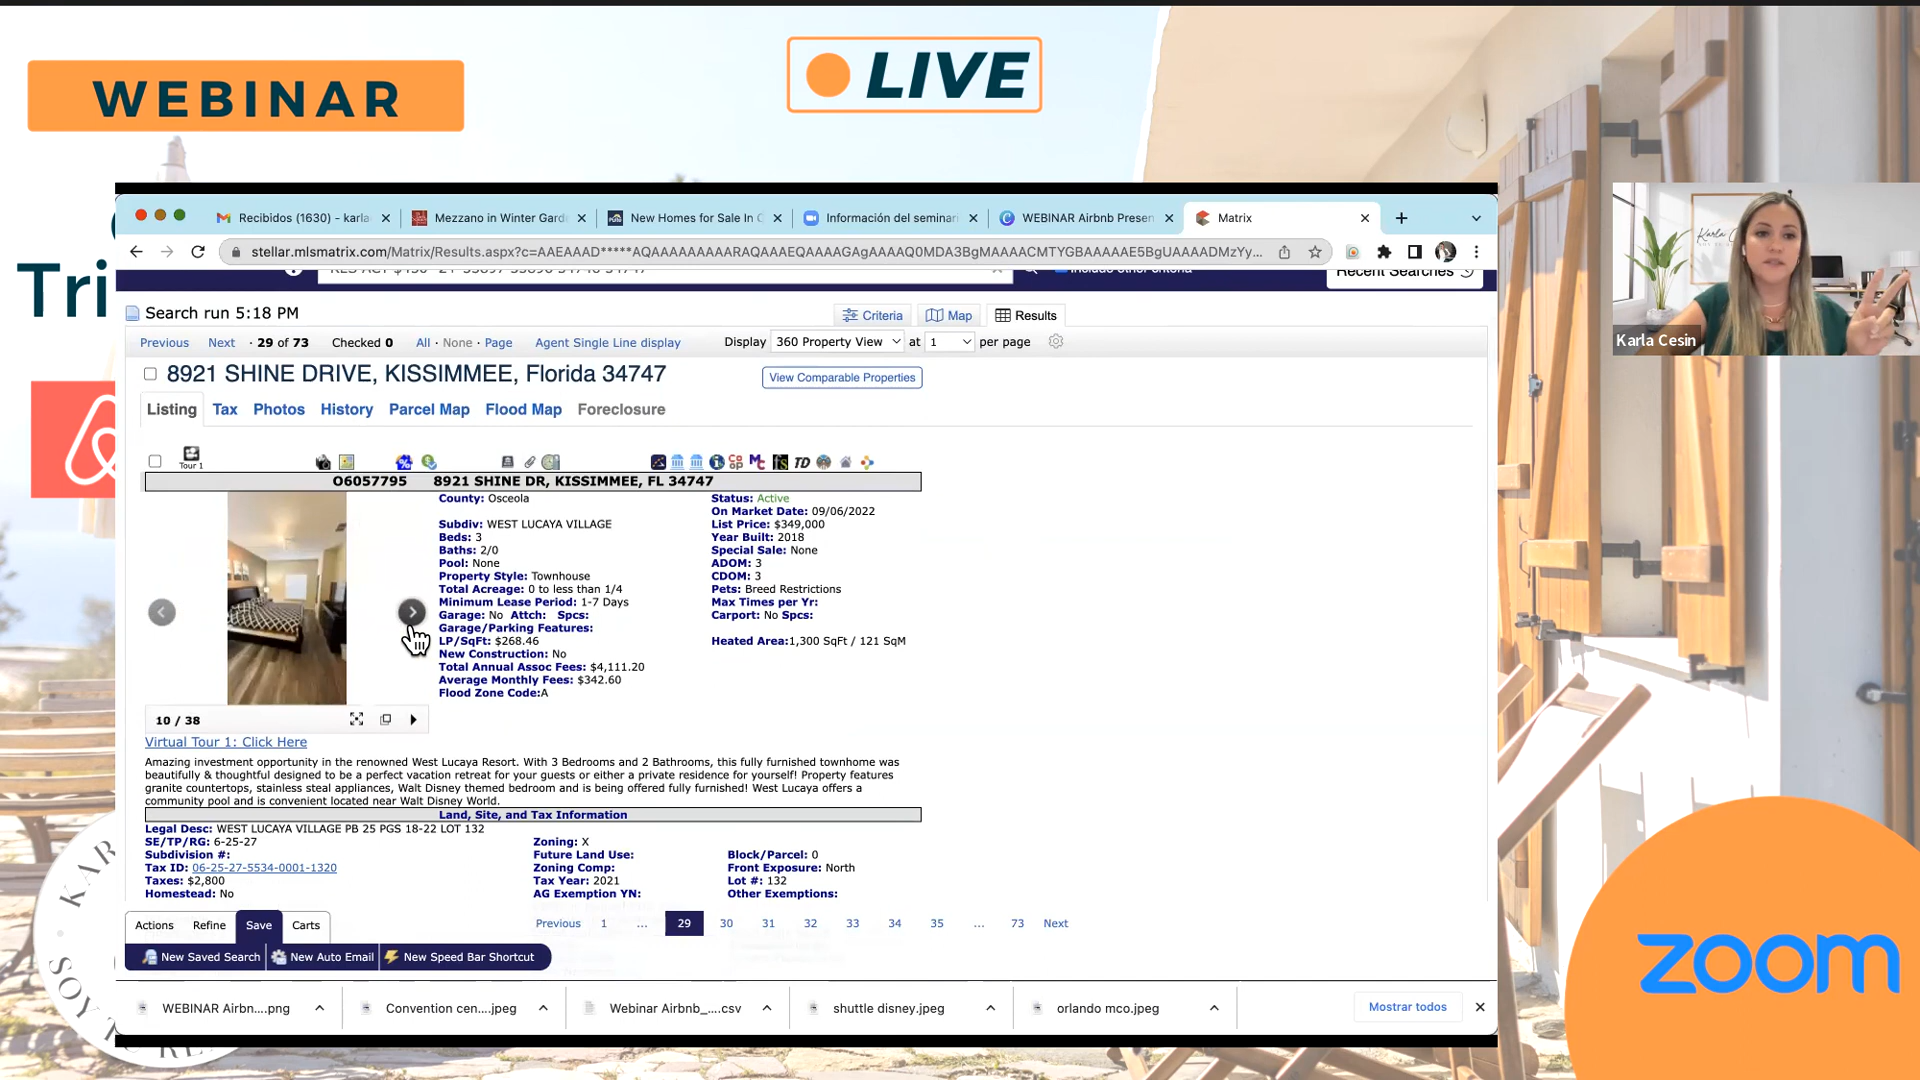 WEBINAR
LIVE
Tri
Recibidos (1630) - karla
Mezzano in Winter Gard
New Homes for Sale In
Información del seminar
WEBINAR Airbnb Presen
Matrix
stellar.mlsmatrix.com/Matrix/Results.aspx?c=AAEAAAD*****AQAAAAAAAAARAQAAAEQAAAAGAgAAAAQ0MDA3BgMAAAACMTYGBAAAAAE5BgUAAAADMzYy...
Recent Searches
Search run 5:18 PM
Criteria
Map
Results
Previous Next · 29 of 73 Checked 0 All · None · Page Agent Single Line display Display 360 Property View at 1 per page
8921 SHINE DRIVE, KISSIMMEE, Florida 34747
View Comparable Properties
Listing Tax Photos History Parcel Map Flood Map Foreclosure
Tour 1
O6057795 8921 SHINE DR, KISSIMMEE, FL 34747
County: Osceola
Subdiv: WEST LUCAYA VILLAGE
Beds: 3
Baths: 2/0
Pool: None
Property Style: Townhouse
Total Acreage: 0 to less than 1/4
Minimum Lease Period: 1-7 Days
Garage: No Attch: Spcs:
Garage/Parking Features:
LP/SqFt: $268.46
New Construction: No
Total Annual Assoc Fees: $4,111.20
Average Monthly Fees: $342.60
Flood Zone Code:A
Status: Active
On Market Date: 09/06/2022
List Price: $349,000
Year Built: 2018
Special Sale: None
ADOM: 3
CDOM: 3
Pets: Breed Restrictions
Max Times per Yr:
Carport: No Spcs:
Heated Area:1,300 SqFt / 121 SqM
10 / 38
Virtual Tour 1: Click Here
Amazing investment opportunity in the renowned West Lucaya Resort. With 3 Bedrooms and 2 Bathrooms, this fully furnished townhome was
beautifully & thoughtful designed to be a perfect vacation retreat for your guests or either a private residence for yourself! Property features
granite countertops, stainless steal appliances, Walt Disney themed bedroom and is being offered fully furnished! West Lucaya offers a
community pool and is convenient located near Walt Disney World.
Land, Site, and Tax Information
Legal Desc: WEST LUCAYA VILLAGE PB 25 PGS 18-22 LOT 132
SE/TP/RG: 6-25-27
Subdivision #:
Tax ID: 06-25-27-5534-0001-1320
Taxes: $2,800
Homestead: No
Zoning: X
Future Land Use:
Zoning Comp:
Tax Year: 2021
AG Exemption YN:
Block/Parcel: 0
Front Exposure: North
Lot #: 132
Other Exemptions:
Actions Refine Save Carts
Previous 1 ... 29 30 31 32 33 34 35 ... 73 Next
New Saved Search New Auto Email New Speed Bar Shortcut
WEBINAR Airbn....png
Convention cen....jpeg
Webinar Airbnb_....csv
shuttle disney.jpeg
orlando mco.jpeg
Mostrar todos
Karla Cesin
KAR
SOY TU
zoom